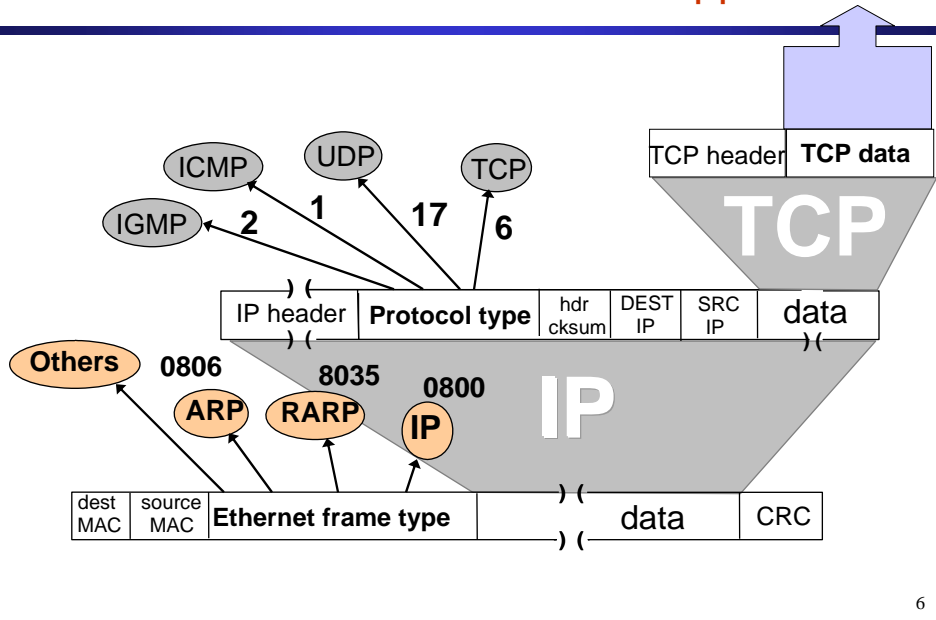 TCP header TCP data
TCP
ICMP
UDP
TCP
IGMP
2
1
17
6
) (
IP header Protocol type hdr cksum DEST IP SRC IP data
) (
) (
Others
0806
8035
0800
ARP
RARP
IP
IP
) (
dest MAC source MAC Ethernet frame type data CRC
) (
6